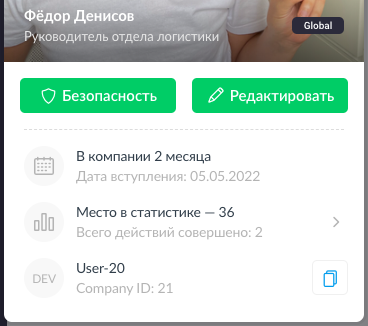 Фёдор Денисов
Руководитель отдела логистики
Global
Безопасность
Редактировать
В компании 2 месяца
Дата вступления: 05.05.2022
Место в статистике — 36
Всего действий совершено: 2
DEV
User-20
Company ID: 21